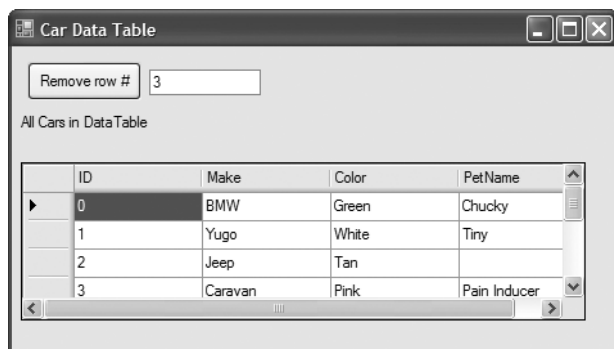 Car Data Table
Remove row # 3
All Cars in DataTable
ID Make Color PetName
0 BMW Green Chucky
1 Yugo White Tiny
2 Jeep Tan
3 Caravan Pink Pain Inducer